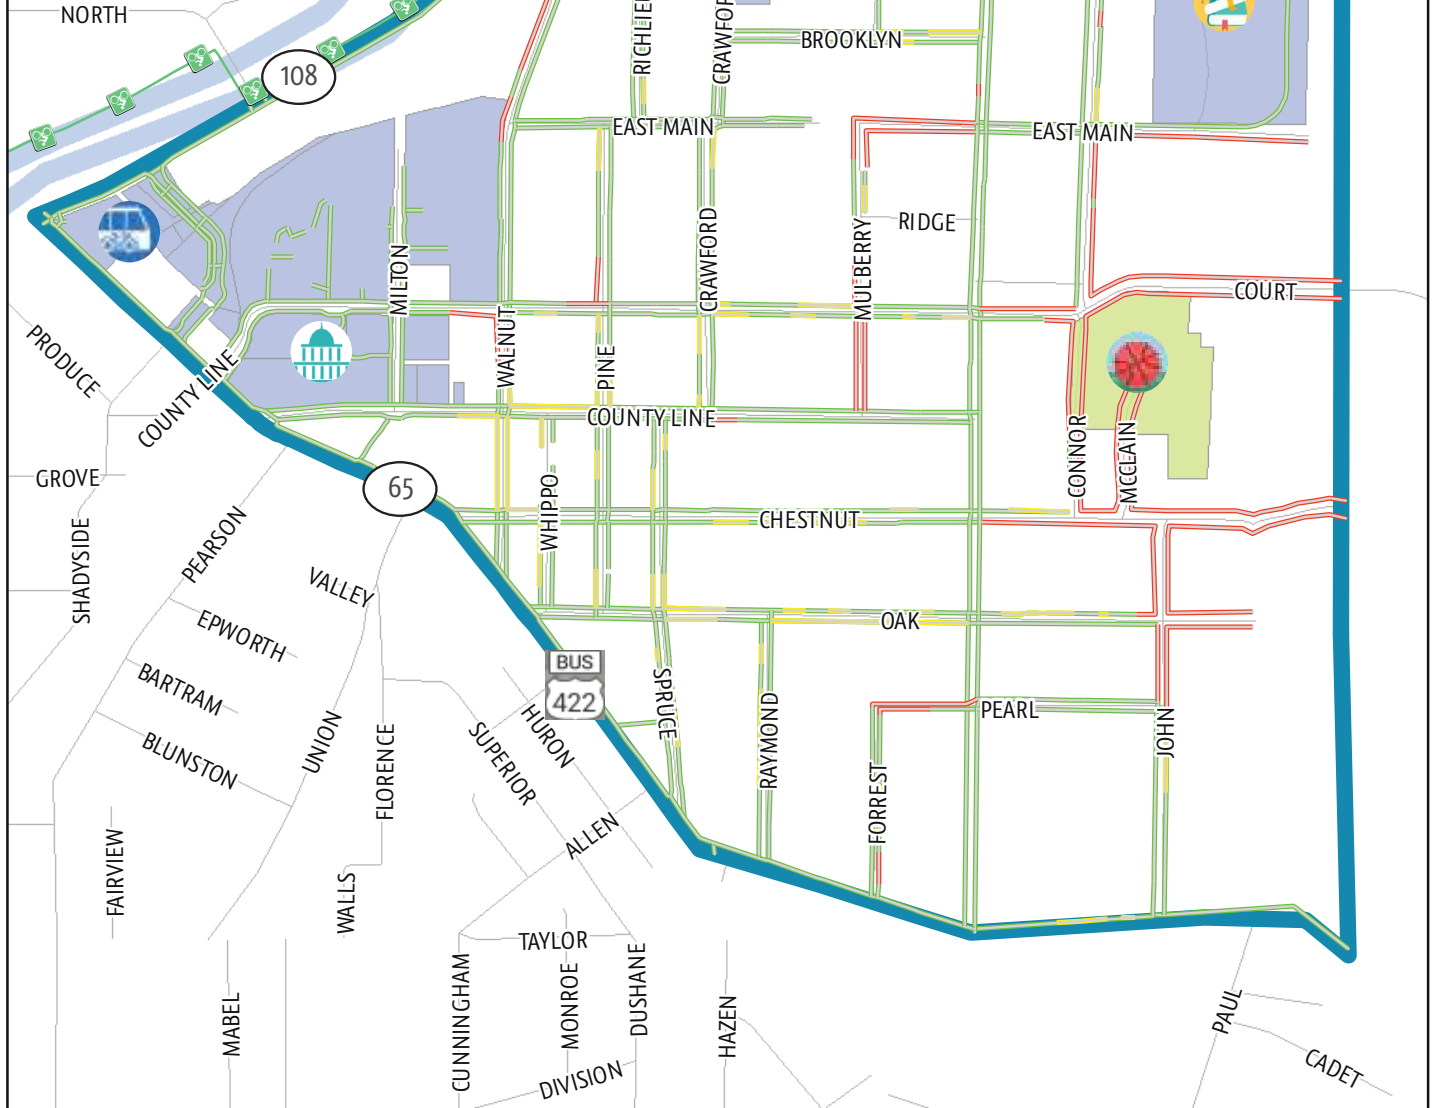 NORTH
108
RICHLIE
CRAWFOR
BROOKLYN
EAST MAIN
EAST MAIN
RIDGE
CRAWFORD
MULBERRY
MILTON
COURT
WALNUT
PINE
PRODUCE
COUNTY LINE
COUNTY LINE
CONNOR
MCCLAIN
GROVE
65
WHIPPO
CHESTNUT
SHADYSIDE
PEARSON
VALLEY
EPWORTH
OAK
BUS
422
BARTRAM
SPRUCE
RAYMOND
PEARL
JOHN
HURON
SUPERIOR
BLUNSTON
UNION
FLORENCE
FORREST
ALLEN
FAIRVIEW
WALLS
TAYLOR
MABEL
CUNNINGHAM
MONROE
DUSHANE
HAZEN
PAUL
DIVISION
CADET